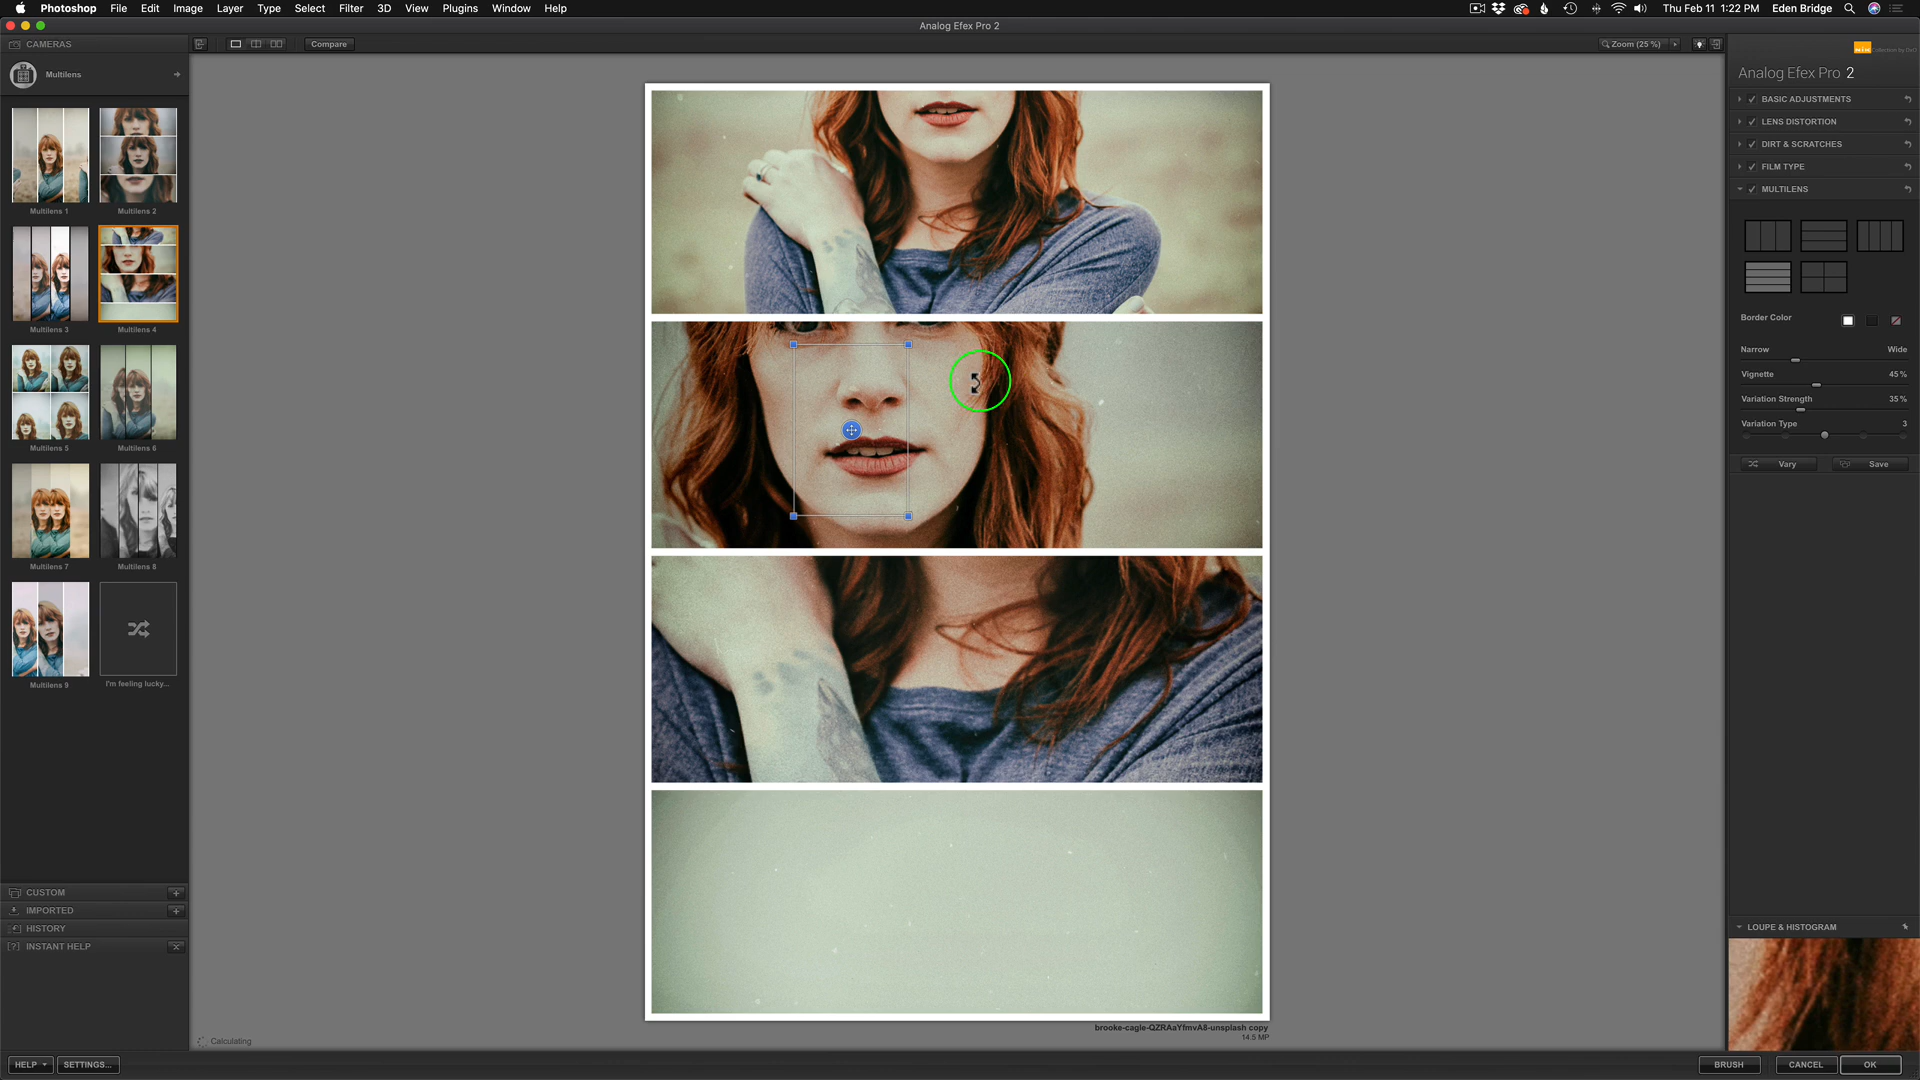 Photoshop File Edit Image Layer Type Select Filter 3D View Plugins Window Help
Thu Feb 11 1:22 PM Eden Bridge
Analog Efex Pro 2
CAMERAS
Compare
Zoom (25 %)
Multilens
Multilens 1
Multilens 2
Multilens 3
Multilens 4
Multilens 5
Multilens 6
Multilens 7
Multilens 8
Multilens 9
I'm feeling lucky...
CUSTOM
IMPORTED
HISTORY
INSTANT HELP
Calculating
HELP
SETTINGS...
brooke-cagle-QZRAaYfmvA8-unsplash copy
14.5 MP
Collection by DxO
Analog Efex Pro 2
BASIC ADJUSTMENTS
LENS DISTORTION
DIRT & SCRATCHES
FILM TYPE
MULTILENS
Border Color
Narrow Wide
Vignette 45%
Variation Strength 35%
Variation Type 3
Vary Save
LOUPE & HISTOGRAM
BRUSH CANCEL OK